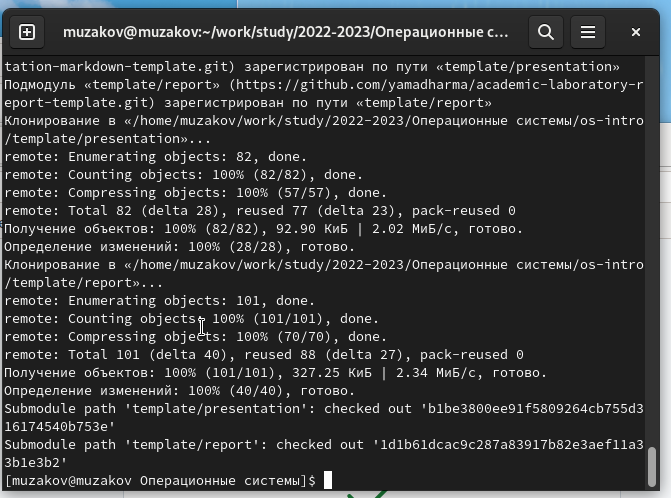 muzakov@muzakov:~/work/study/2022-2023/Операционные с...
tation-markdown-template.git) зарегистрирован по пути «template/presentation»
Подмодуль «template/report» (https://github.com/yamadharma/academic-laboratory-r
eport-template.git) зарегистрирован по пути «template/report»
Клонирование в «/home/muzakov/work/study/2022-2023/Операционные системы/os-intro
/template/presentation»...
remote: Enumerating objects: 82, done.
remote: Counting objects: 100% (82/82), done.
remote: Compressing objects: 100% (57/57), done.
remote: Total 82 (delta 28), reused 77 (delta 23), pack-reused 0
Получение объектов: 100% (82/82), 92.90 КиБ | 2.02 МиБ/с, готово.
Определение изменений: 100% (28/28), готово.
Клонирование в «/home/muzakov/work/study/2022-2023/Операционные системы/os-intro
/template/report»...
remote: Enumerating objects: 101, done.
remote: Counting objects: 100% (101/101), done.
remote: Compressing objects: 100% (70/70), done.
remote: Total 101 (delta 40), reused 88 (delta 27), pack-reused 0
Получение объектов: 100% (101/101), 327.25 КиБ | 2.34 МиБ/с, готово.
Определение изменений: 100% (40/40), готово.
Submodule path 'template/presentation': checked out 'b1be3800ee91f5809264cb755d3
16174540b753e'
Submodule path 'template/report': checked out '1d1b61dcac9c287a83917b82e3aef11a3
3b1e3b2'
[muzakov@muzakov Операционные системы]$